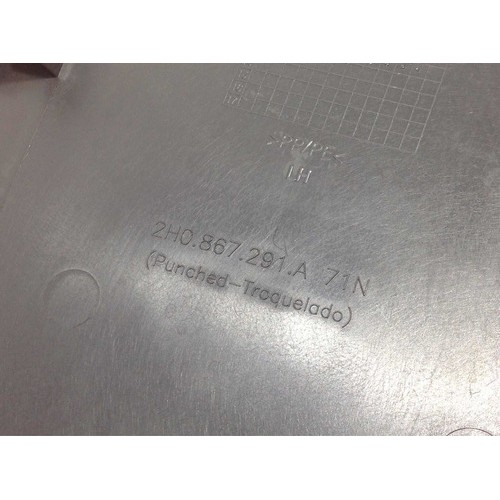 >PP/PE<
LH
2H0.867.291.A 71N
(Punched-Troquelado)